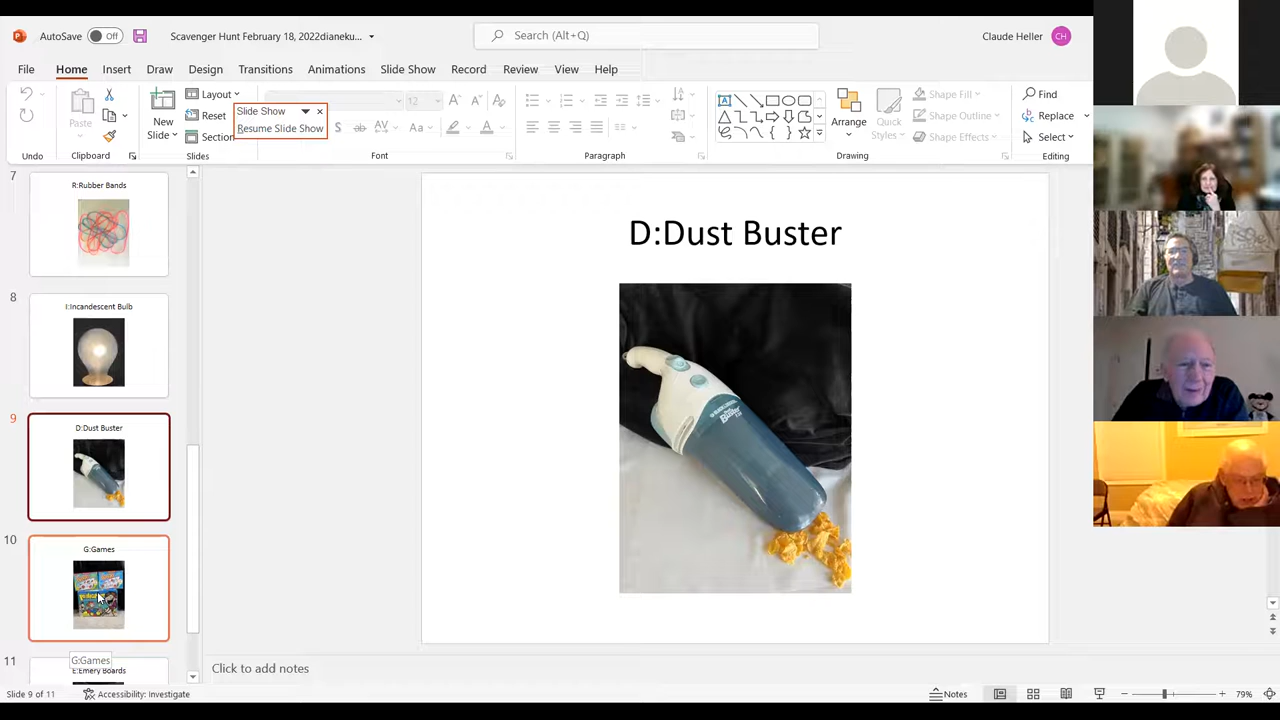 AutoSave Off Scavenger Hunt February 18, 2022dianeku... Search (Alt+Q) Claude Heller CH
File Home Insert Draw Design Transitions Animations Slide Show Record Review View Help
Layout
Reset
Section
Paste
New
Slide
Slide Show
Resume Slide Show
12
Aa
Arrange
Quick
Styles
Shape Fill
Shape Outline
Shape Effects
Find
Replace
Select
Undo Clipboard Slides Font Paragraph Drawing Editing
7
R:Rubber Bands
8
I:Incandescent Bulb
9
D:Dust Buster
10
G:Games
11
G:Games
E:Emery Boards
D:Dust Buster
Buster
Click to add notes
Slide 9 of 11 Accessibility: Investigate Notes 79%